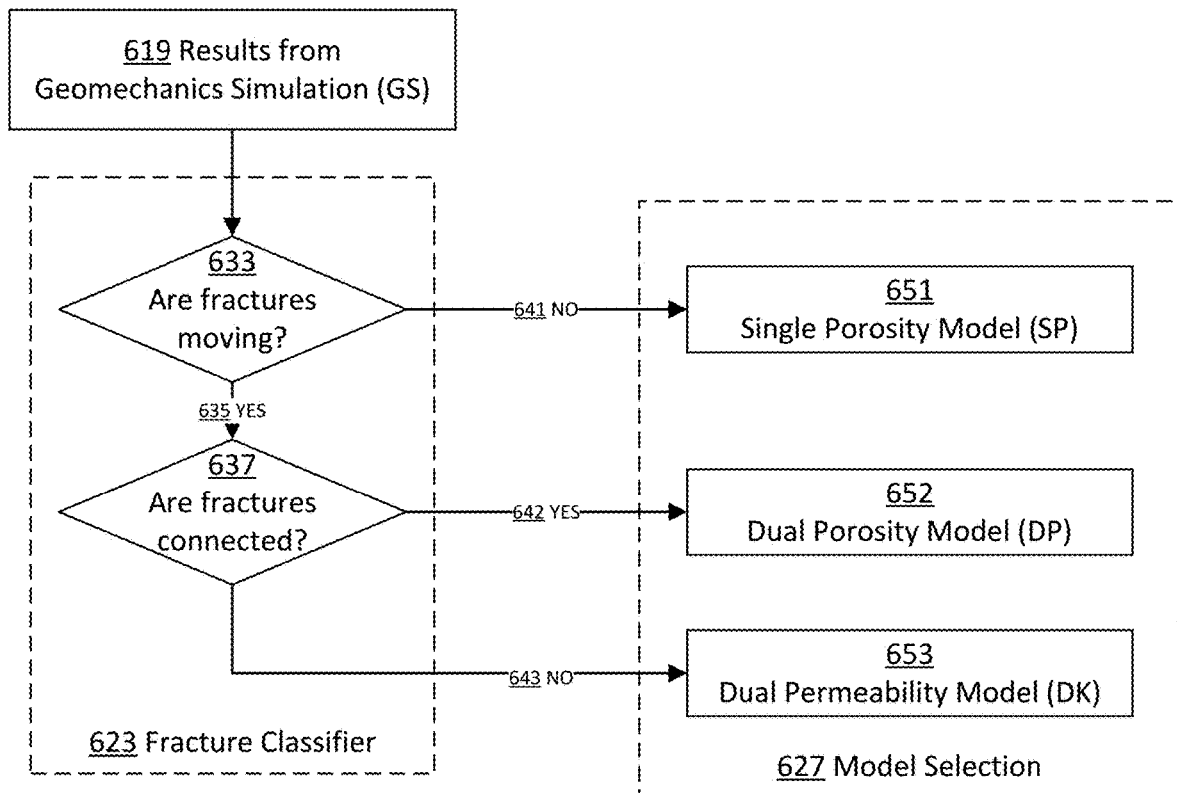 619 Results from
Geomechanics Simulation (GS)
633
Are fractures
moving?
641 NO
651
Single Porosity Model (SP)
635 YES
637
Are fractures
connected?
642 YES
652
Dual Porosity Model (DP)
643 NO
653
Dual Permeability Model (DK)
623 Fracture Classifier
627 Model Selection